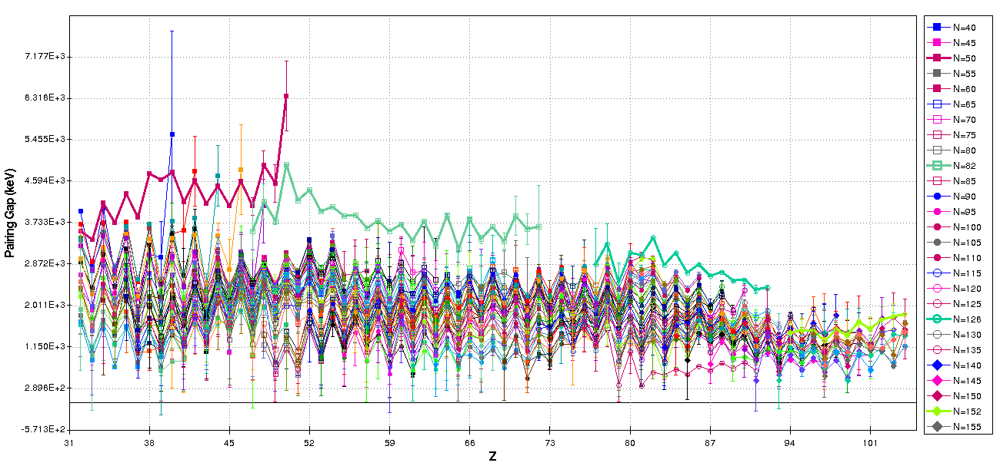 7.177E+3
6.316E+3
5.455E+3
4.594E+3
3.733E+3
2.872E+3
2.011E+3
1.150E+3
2.896E+2
-5.713E+2
Pairing Gap (keV)
31 38 45 52 59 66 73 80 87 94 101
Z
N=40
N=45
N=50
N=55
N=60
N=65
N=70
N=75
N=80
N=82
N=85
N=90
N=95
N=100
N=105
N=110
N=115
N=120
N=125
N=126
N=130
N=135
N=140
N=145
N=150
N=152
N=155